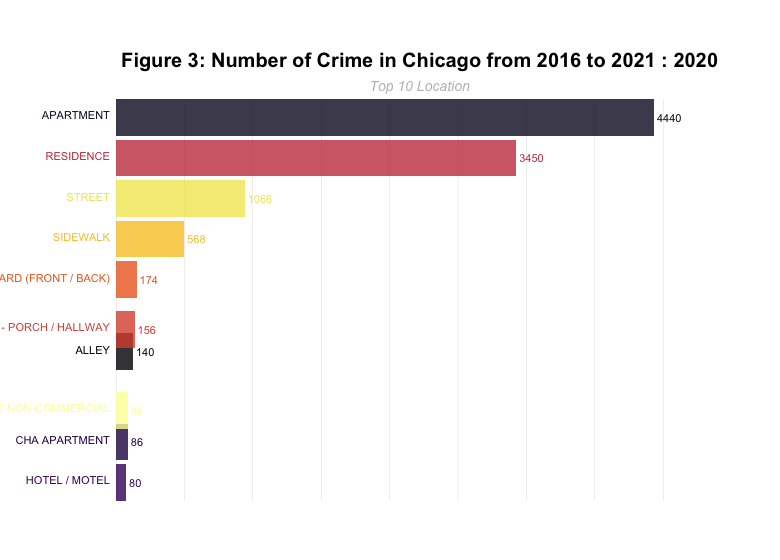 Figure 3: Number of Crime in Chicago from 2016 to 2021 : 2020
Top 10 Location
APARTMENT 4440
RESIDENCE 3450
STREET 1066
SIDEWALK 568
ARD (FRONT / BACK) 174
- PORCH / HALLWAY 156
ALLEY 140
E NON-COMMERCIAL
CHA APARTMENT 86
HOTEL / MOTEL 80